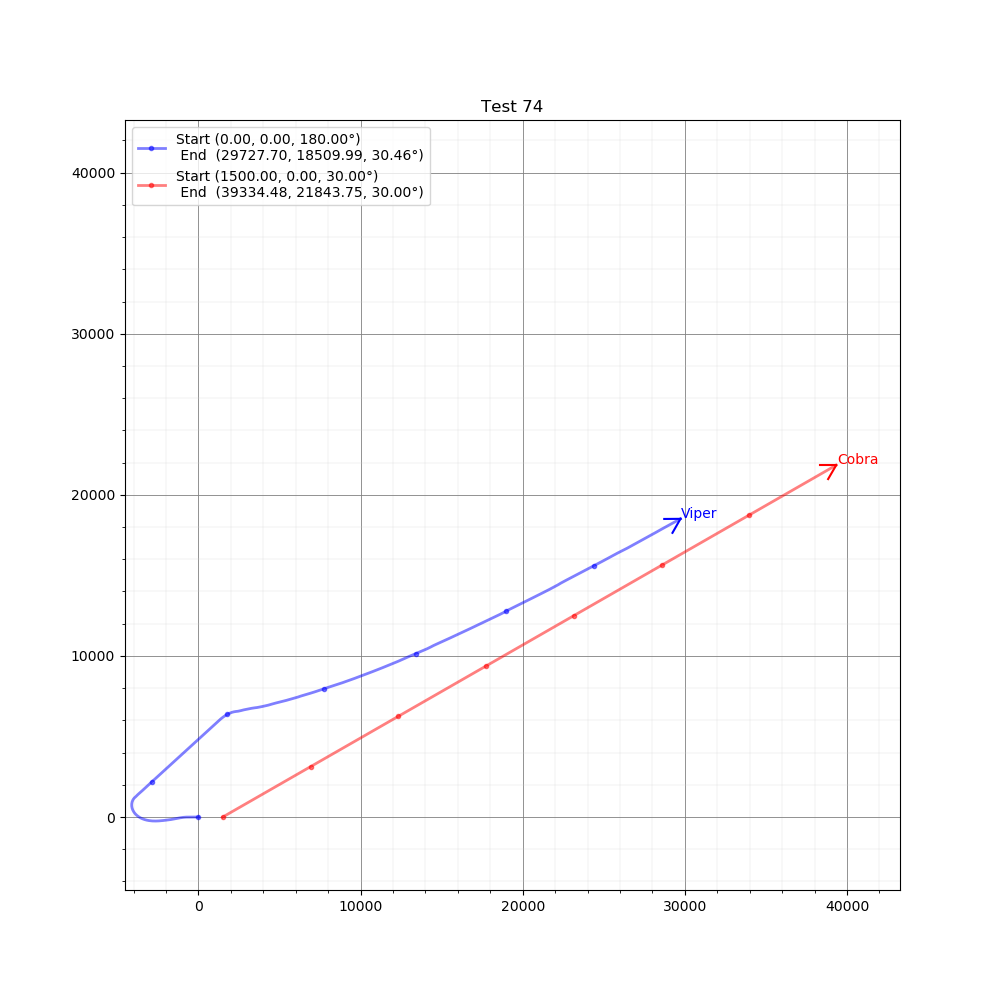 Test 74
Start (0.00, 0.00, 180.00°)
End  (29727.70, 18509.99, 30.46°)
Start (1500.00, 0.00, 30.00°)
End  (39334.48, 21843.75, 30.00°)
40000
30000
20000
10000
0
Cobra
Viper
0
10000
20000
30000
40000